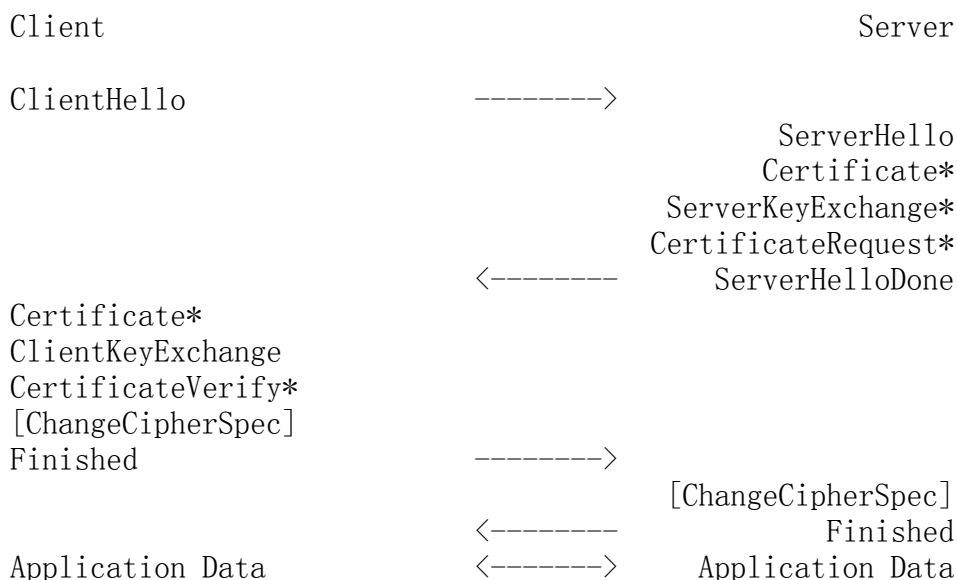 Client Server
ClientHello -------->
ServerHello
Certificate*
ServerKeyExchange*
CertificateRequest*
<-------- ServerHelloDone
Certificate*
ClientKeyExchange
CertificateVerify*
[ChangeCipherSpec]
Finished -------->
[ChangeCipherSpec]
<-------- Finished
Application Data <-------> Application Data